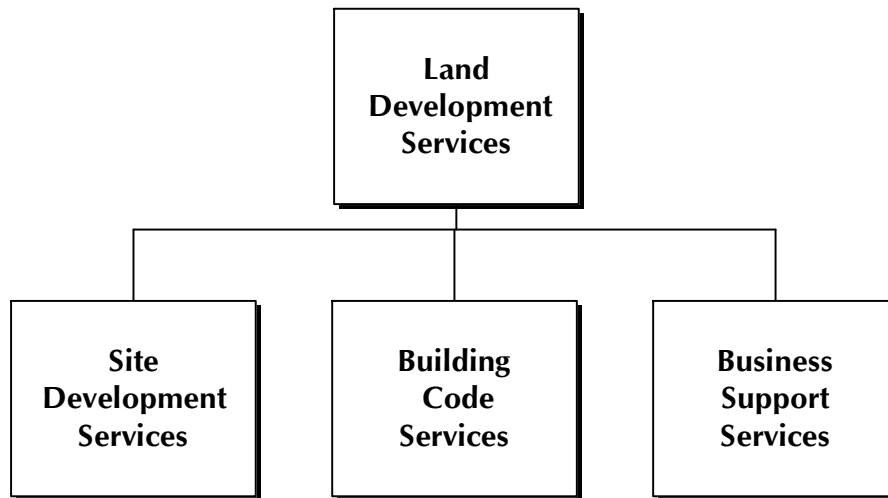 Land
Development
Services
Site
Development
Services
Building
Code
Services
Business
Support
Services